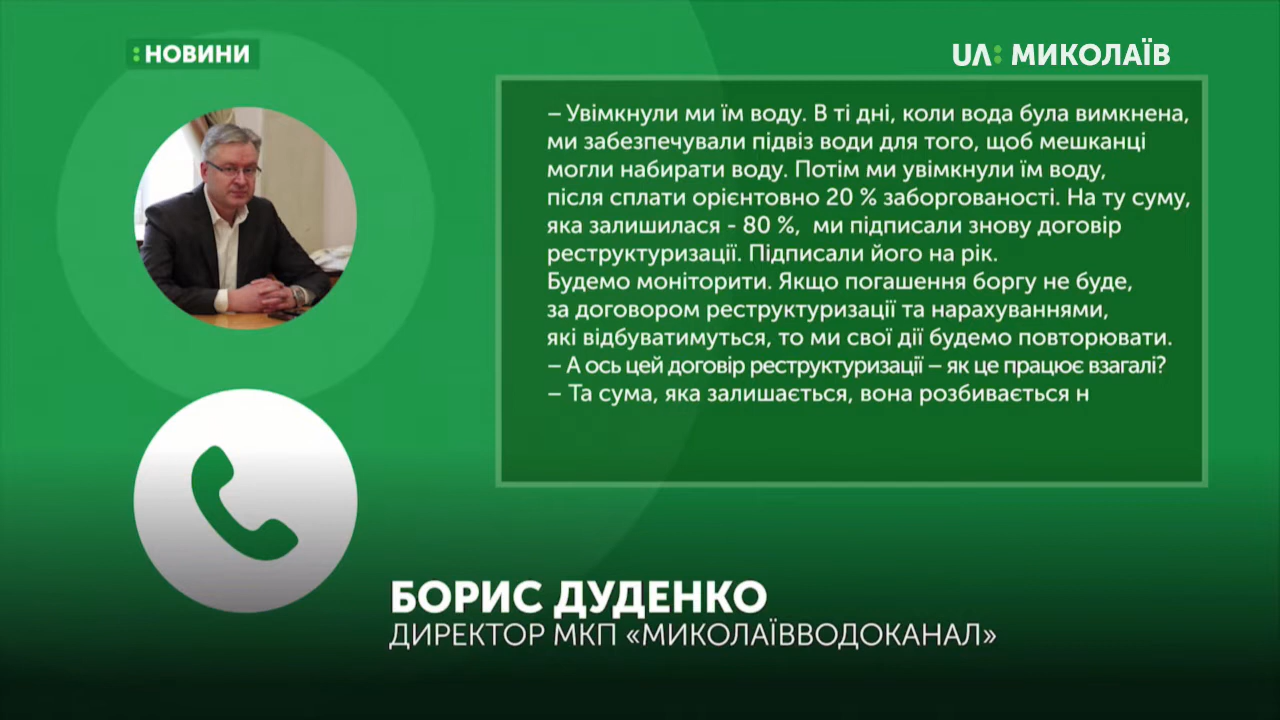 :НОВИНИ
UA: МИКОЛАЇВ
– Увімкнули ми їм воду. В ті дні, коли вода була вимкнена,
ми забезпечували підвіз води для того, щоб мешканці
могли набирати воду. Потім ми увімкнули їм воду,
після сплати орієнтовно 20 % заборгованості. На ту суму,
яка залишилася - 80 %, ми підписали знову договір
реструктуризації. Підписали його на рік.
Будемо моніторити. Якщо погашення боргу не буде,
за договором реструктуризації та нарахуваннями,
які відбуватимуться, то ми свої дії будемо повторювати.
– А ось цей договір реструктуризації – як це працює взагалі?
– Та сума, яка залишається, вона розбивається н
БОРИС ДУДЕНКО
ДИРЕКТОР МКП «МИКОЛАЇВВОДОКАНАЛ»